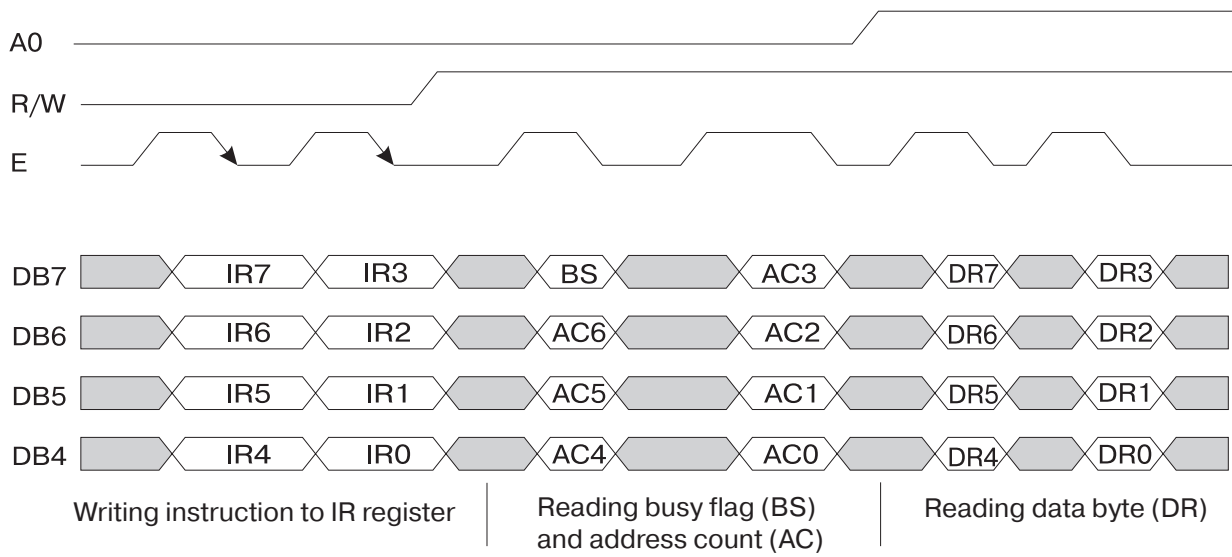 A0
R/W
E
DB7 IR7 IR3 BS AC3 DR7 DR3
DB6 IR6 IR2 AC6 AC2 DR6 DR2
DB5 IR5 IR1 AC5 AC1 DR5 DR1
DB4 IR4 IR0 AC4 AC0 DR4 DR0
Writing instruction to IR register
Reading busy flag (BS)
and address count (AC)
Reading data byte (DR)